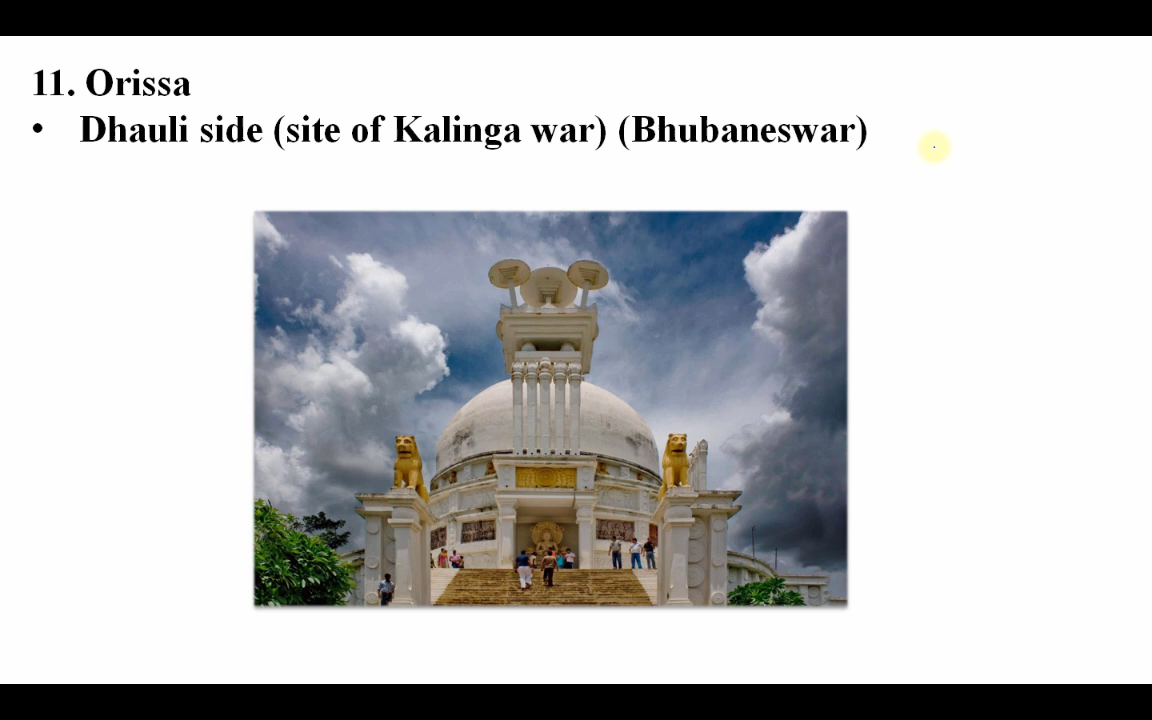 11. Orissa
• Dhauli side (site of Kalinga war) (Bhubaneswar)